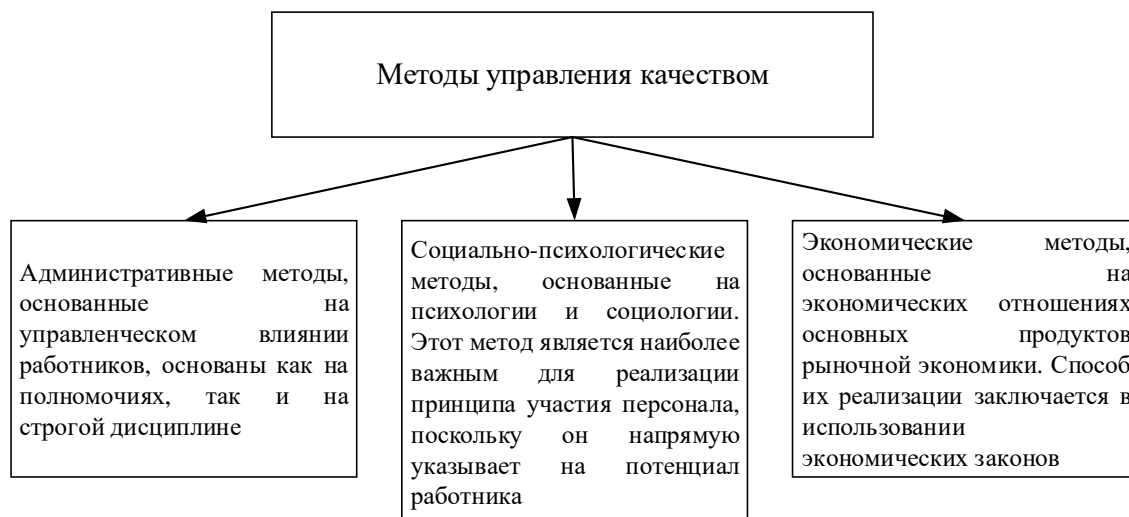 Методы управления качеством
Административные методы,
основанные на
управленческом влиянии
работников, основаны как на
полномочиях, так и на
строгой дисциплине
Социально-психологические
методы, основанные на
психологии и социологии.
Этот метод является наиболее
важным для реализации
принципа участия персонала,
поскольку он напрямую
указывает на потенциал
работника
Экономические методы,
основанные на
экономических отношениях
основных продуктов
рыночной экономики. Способ
их реализации заключается в
использовании
экономических законов